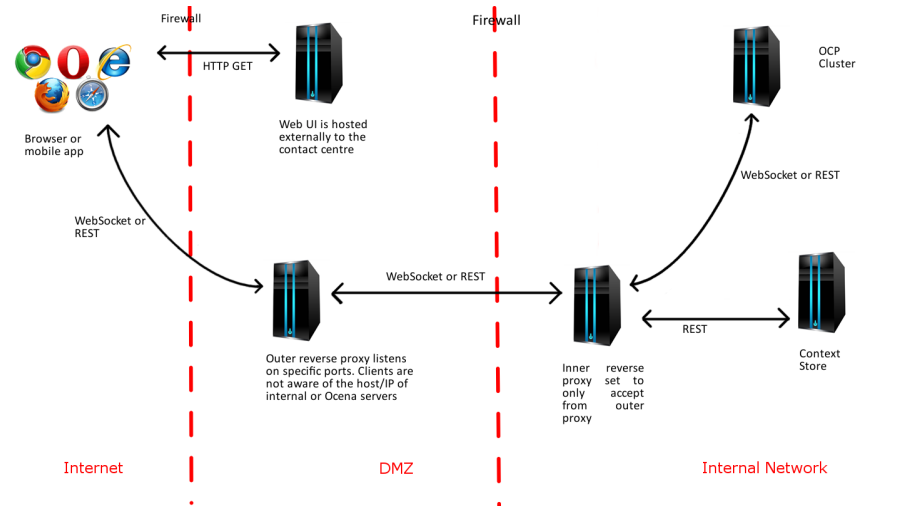 Firewall
Firewall
HTTP GET
OCP
Cluster
Web UI is hosted
externally to the
contact centre
Browser or
mobile app
WebSocket or REST
WebSocket or
REST
WebSocket or REST
REST
Outer reverse proxy listens
on specific ports. Clients are
not aware of the host/IP of
internal or Ocena servers
Inner reverse
proxy set to
only accept
from outer
proxy
Context
Store
Internet
DMZ
Internal Network